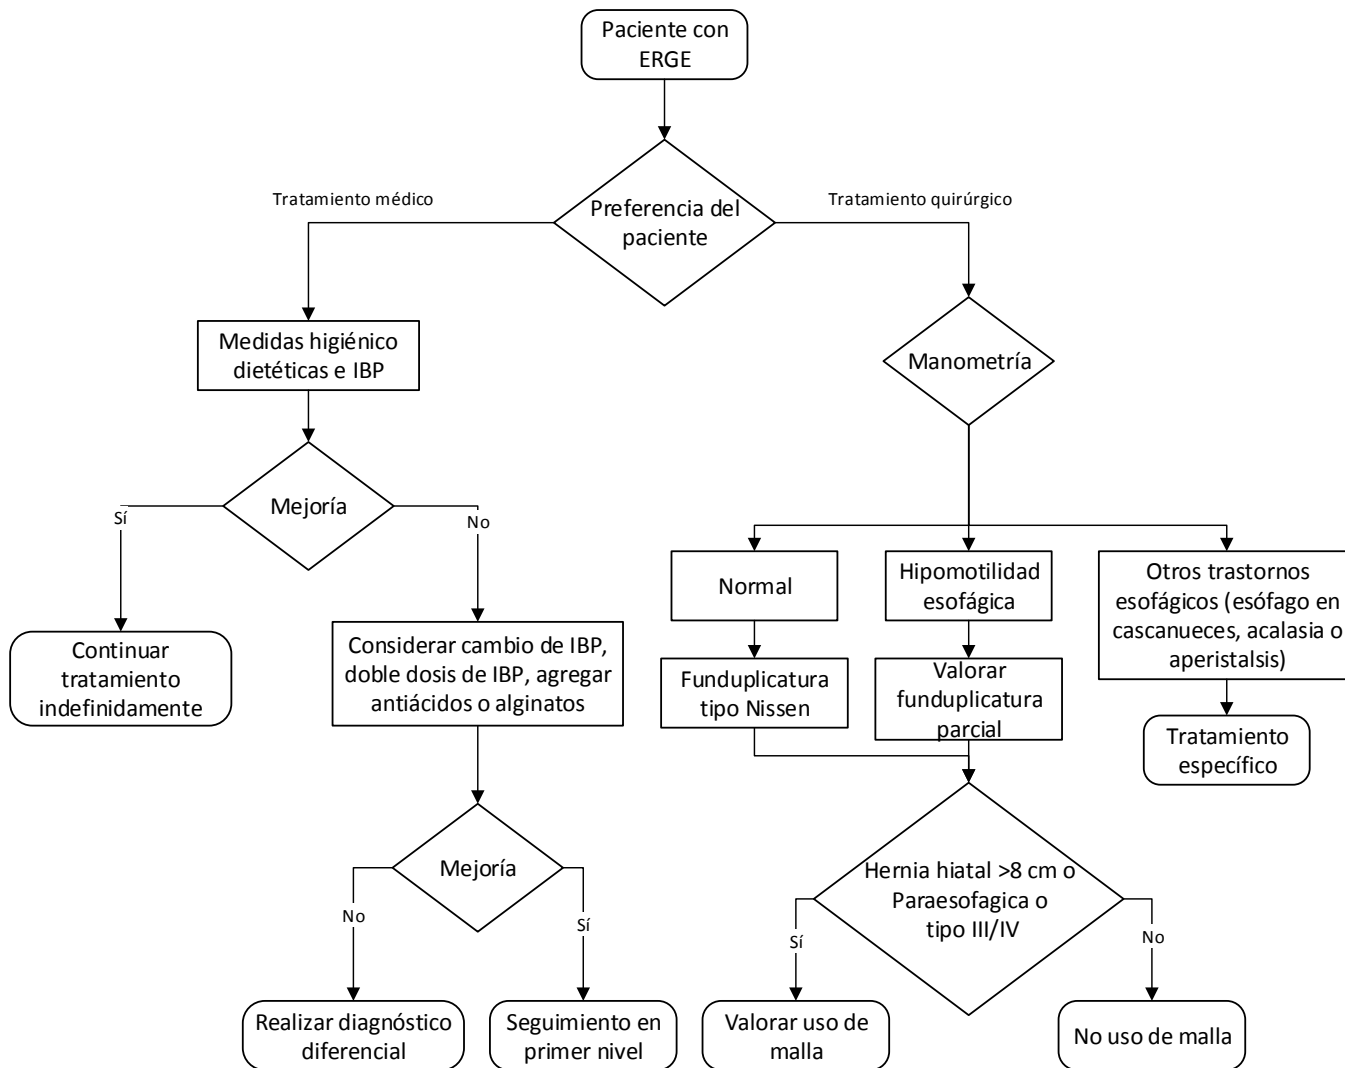 Paciente con
ERGE
Tratamiento médico
Tratamiento quirúrgico
Preferencia del
paciente
Medidas higiénico
dietéticas e IBP
Manometría
Mejoría
Sí
No
Normal
Hipomotilidad
esofágica
Otros trastornos
esofágicos (esófago en
cascanueces, acalasia o
aperistalsis)
Continuar
tratamiento
indefinidamente
Considerar cambio de IBP,
doble dosis de IBP, agregar
antiácidos o alginatos
Funduplicatura
tipo Nissen
Valorar
funduplicatura
parcial
Tratamiento
específico
Mejoría
No
Sí
Hernia hiatal >8 cm o
Paraesofagica o
tipo III/IV
Sí
No
Realizar diagnóstico
diferencial
Seguimiento en
primer nivel
Valorar uso de
malla
No uso de malla